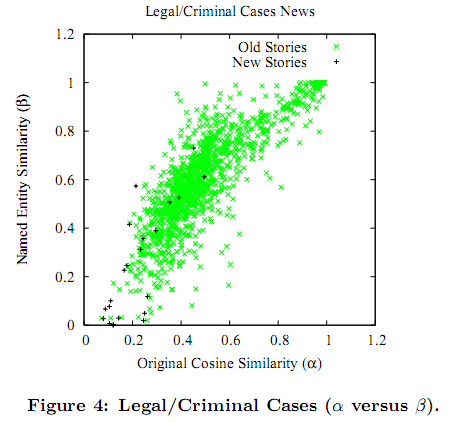 Legal/Criminal Cases News
1.2
Old Stories
New Stories
1
0.8
0.6
0.4
0.2
0
Named Entity Similarity (β)
0 0.2 0.4 0.6 0.8 1 1.2
Original Cosine Similarity (α)
Figure 4: Legal/Criminal Cases (α versus β).